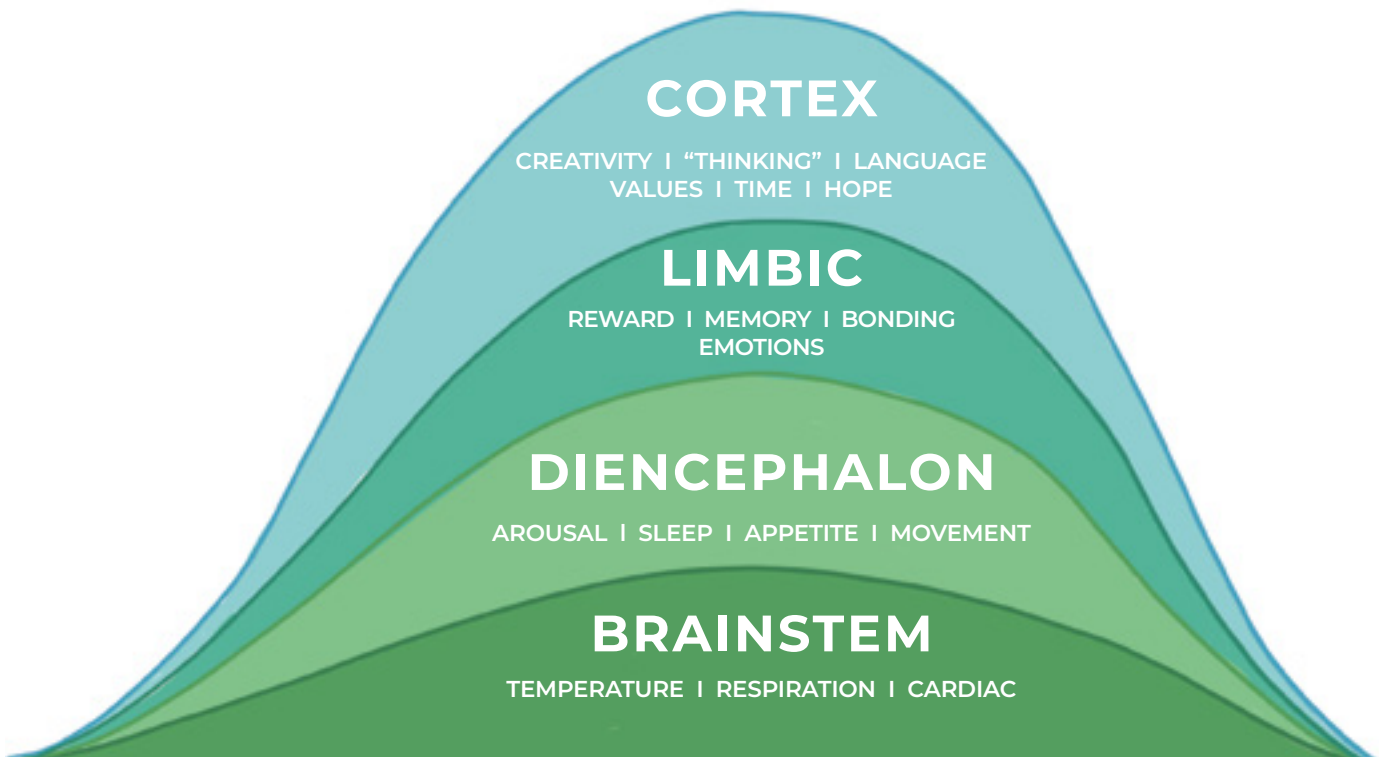 CORTEX
CREATIVITY I “THINKING” I LANGUAGE
VALUES I TIME I HOPE
LIMBIC
REWARD I MEMORY I BONDING
EMOTIONS
DIENCEPHALON
AROUSAL I SLEEP I APPETITE I MOVEMENT
BRAINSTEM
TEMPERATURE I RESPIRATION I CARDIAC